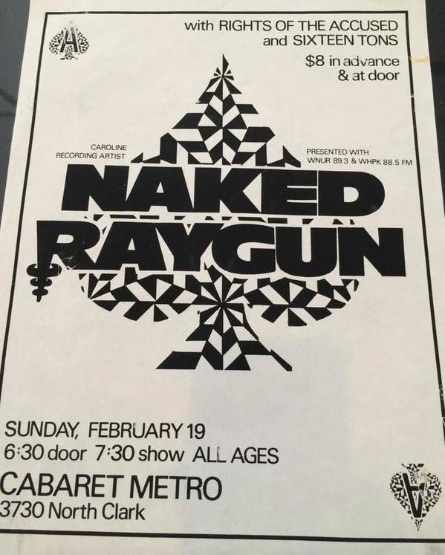 A
with RIGHTS OF THE ACCUSED
and SIXTEEN TONS
$8 in advance
& at door
CAROLINE
RECORDING ARTIST
PRESENTED WITH
WNUR 89.3 & WHPK 88.5 FM
NAKED
RAYGUN
SUNDAY, FEBRUARY 19
6:30 door 7:30 show ALL AGES
CABARET METRO
3730 North Clark
A